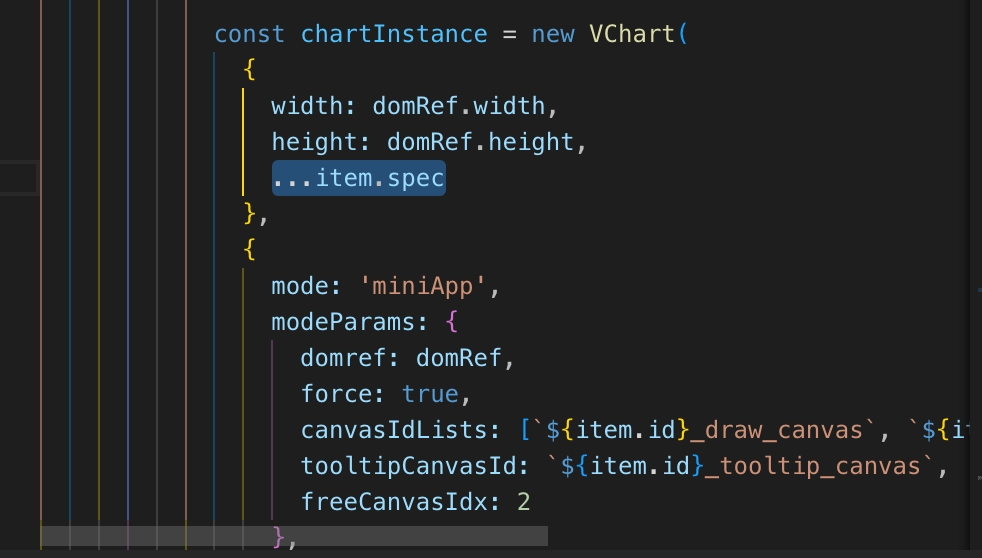 const chartInstance = new VChart(
{
width: domRef.width,
height: domRef.height,
...item.spec
},
{
mode: 'miniApp',
modeParams: {
domref: domRef,
force: true,
canvasIdLists: [`${item.id}_draw_canvas`, `${it
tooltipCanvasId: `${item.id}_tooltip_canvas`,
freeCanvasIdx: 2
},